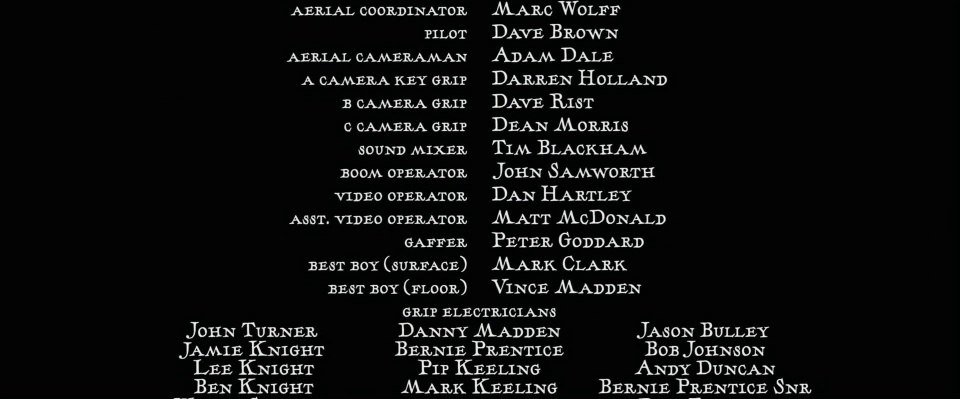 AERIAL COORDINATOR MARC WOLFF
PILOT DAVE BROWN
AERIAL CAMERAMAN ADAM DALE
A CAMERA KEY GRIP DARREN HOLLAND
B CAMERA GRIP DAVE RIST
C CAMERA GRIP DEAN MORRIS
SOUND MIXER TIM BLACKHAM
BOOM OPERATOR JOHN SAMWORTH
VIDEO OPERATOR DAN HARTLEY
ASST. VIDEO OPERATOR MATT MCDONALD
GAFFER PETER GODDARD
BEST BOY (SURFACE) MARK CLARK
BEST BOY (FLOOR) VINCE MADDEN
GRIP ELECTRICIANS
JOHN TURNER DANNY MADDEN JASON BULLEY
JAMIE KNIGHT BERNIE PRENTICE BOB JOHNSON
LEE KNIGHT PIP KEELING ANDY DUNCAN
BEN KNIGHT MARK KEELING BERNIE PRENTICE SNR